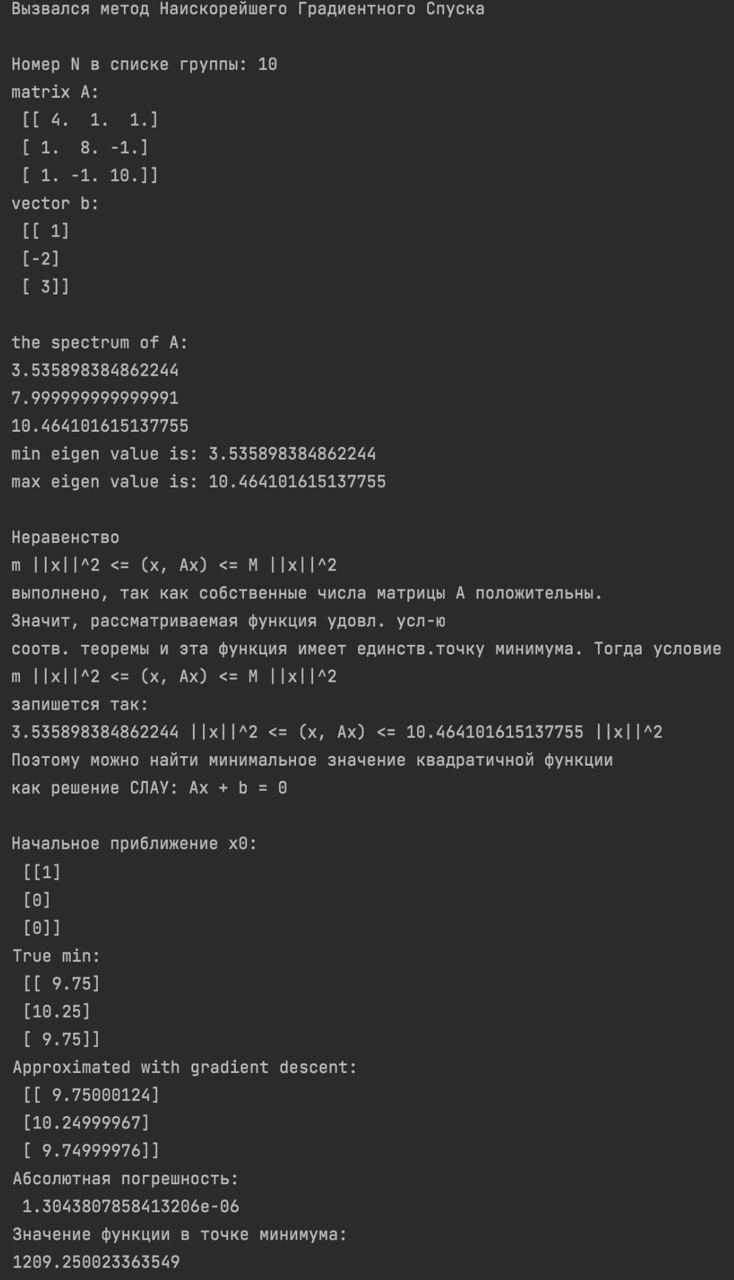 Вызвался метод Наискорейшего Градиентного Спуска
Номер N в списке группы: 10
matrix A:
[[ 4.  1.  1.]
[ 1.  8. -1.]
[ 1. -1. 10.]]
vector b:
[[ 1]
[-2]
[ 3]]
the spectrum of A:
3.535898384862244
7.999999999999991
10.464101615137755
min eigen value is: 3.535898384862244
max eigen value is: 10.464101615137755
Неравенство
m ||x||^2 <= (x, Ax) <= M ||x||^2
выполнено, так как собственные числа матрицы А положительны.
Значит, рассматриваемая функция удовл. усл-ю
соотв. теоремы и эта функция имеет единств.точку минимума. Тогда условие
m ||x||^2 <= (x, Ax) <= M ||x||^2
запишется так:
3.535898384862244 ||x||^2 <= (x, Ax) <= 10.464101615137755 ||x||^2
Поэтому можно найти минимальное значение квадратичной функции
как решение СЛАУ: Ax + b = 0
Начальное приближение x0:
[[1]
[0]
[0]]
True min:
[[ 9.75]
[10.25]
[ 9.75]]
Approximated with gradient descent:
[[ 9.75000124]
[10.24999967]
[ 9.74999976]]
Абсолютная погрешность:
1.3043807858413206e-06
Значение функции в точке минимума:
1209.250023363549